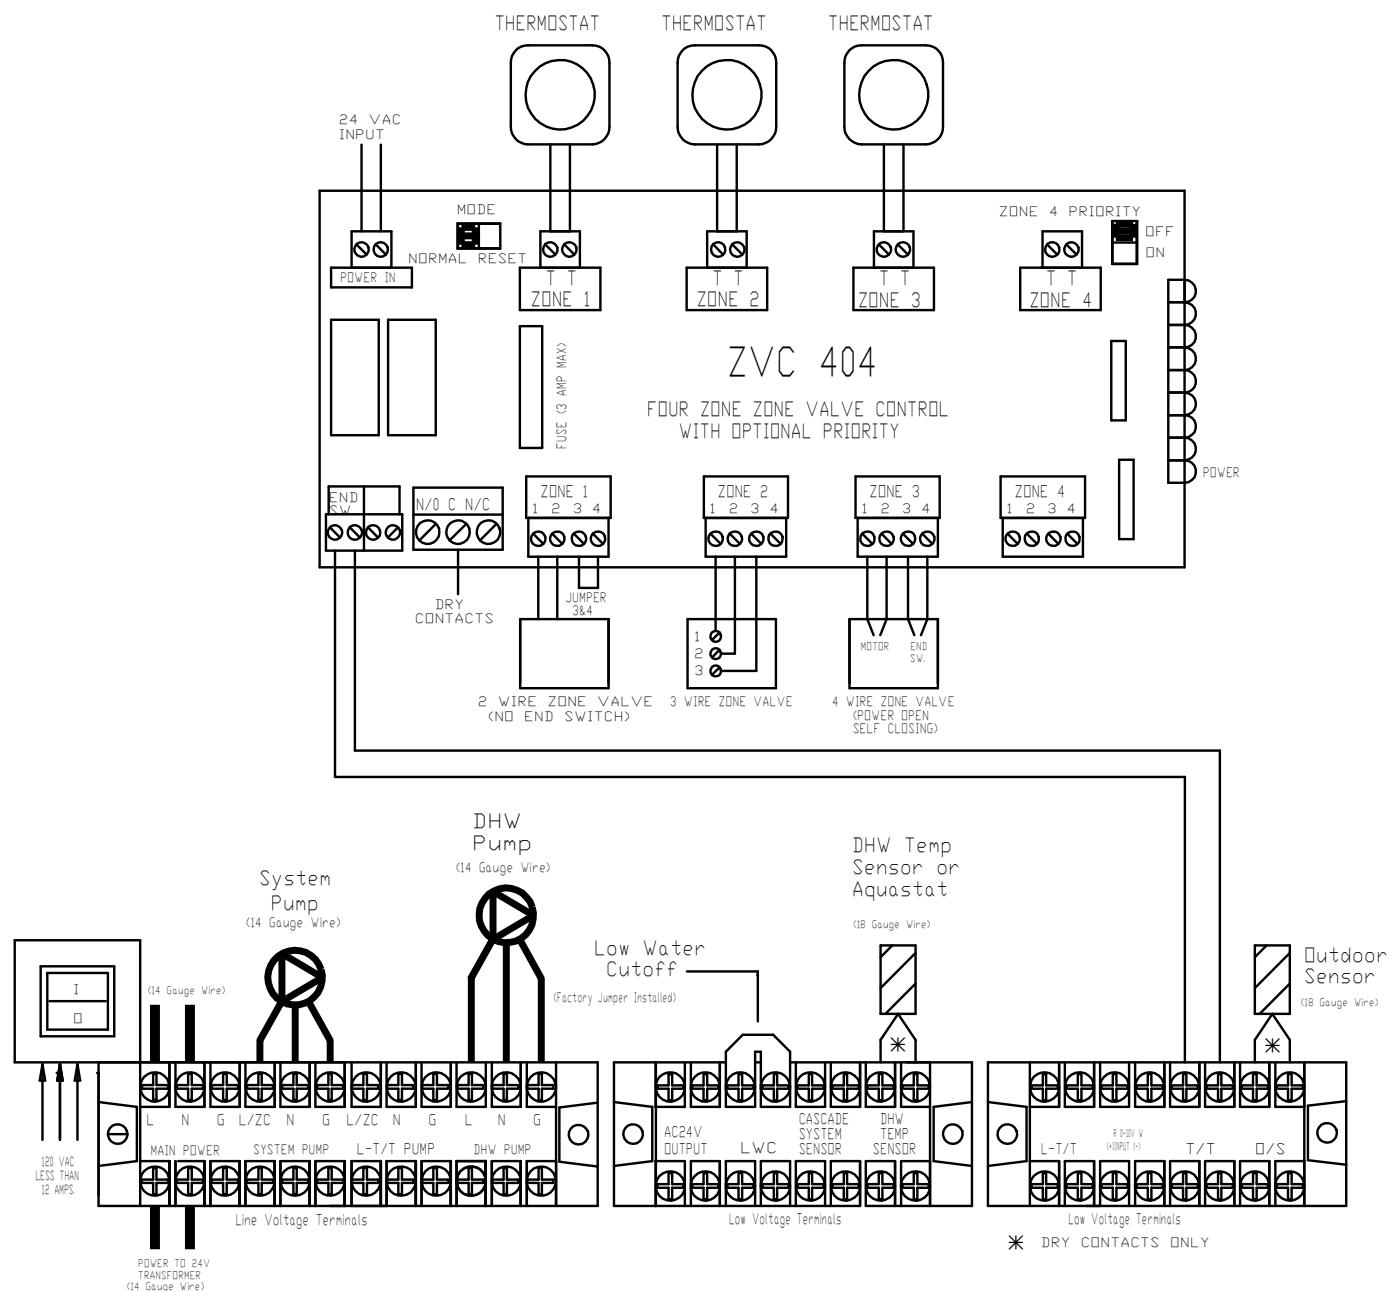 THERMOSTAT THERMOSTAT THERMOSTAT
24 VAC
INPUT
MODE
NORMAL RESET
ZONE 4 PRIORITY
OFF
ON
POWER IN
T T
ZONE 1
T T
ZONE 2
T T
ZONE 3
T T
ZONE 4
FUSE (3 AMP MAX)
ZVC 404
FOUR ZONE ZONE VALVE CONTROL
WITH OPTIONAL PRIORITY
POWER
END
SW.
N/O C N/C
ZONE 1
1 2 3 4
ZONE 2
1 2 3 4
ZONE 3
1 2 3 4
ZONE 4
1 2 3 4
DRY
CONTACTS
JUMPER
3&4
1
2
3
MOTOR
END
SW.
2 WIRE ZONE VALVE
(NO END SWITCH)
3 WIRE ZONE VALVE
4 WIRE ZONE VALVE
(POWER OPEN
SELF CLOSING)
DHW
Pump
(14 Gauge Wire)
System
Pump
(14 Gauge Wire)
DHW Temp
Sensor or
Aquastat
(18 Gauge Wire)
Low Water
Cutoff
(Factory Jumper Installed)
Outdoor
Sensor
(18 Gauge Wire)
I
O
(14 Gauge Wire)
L N G L/ZC N G L/ZC N G L N G
MAIN POWER SYSTEM PUMP L-T/T PUMP DHW PUMP
120 VAC
LESS THAN
12 AMPS.
AC24V
OUTPUT
LWC
CASCADE
SYSTEM
SENSOR
DHW
TEMP
SENSOR
L-T/T
R 0-10V W
(+)INPUT (-)
T/T
O/S
Line Voltage Terminals
Low Voltage Terminals
Low Voltage Terminals
DRY CONTACTS ONLY
POWER TO 24V
TRANSFORMER
(14 Gauge Wire)